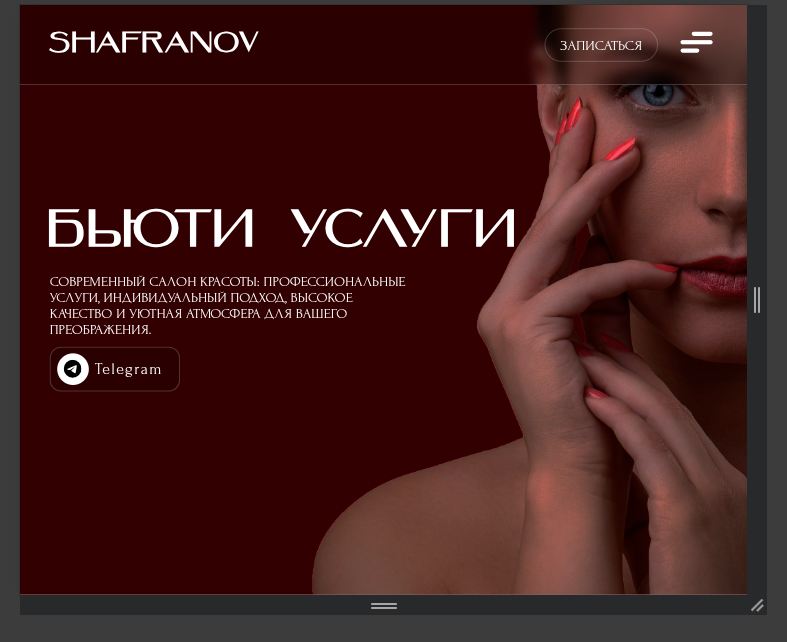 SHAFRANOV
ЗАПИСАТЬСЯ
БЬЮТИ УСЛУГИ
СОВРЕМЕННЫЙ САЛОН КРАСОТЫ: ПРОФЕССИОНАЛЬНЫЕ
УСЛУГИ, ИНДИВИДУАЛЬНЫЙ ПОДХОД, ВЫСОКОЕ
КАЧЕСТВО И УЮТНАЯ АТМОСФЕРА ДЛЯ ВАШЕГО
ПРЕОБРАЖЕНИЯ.
Telegram